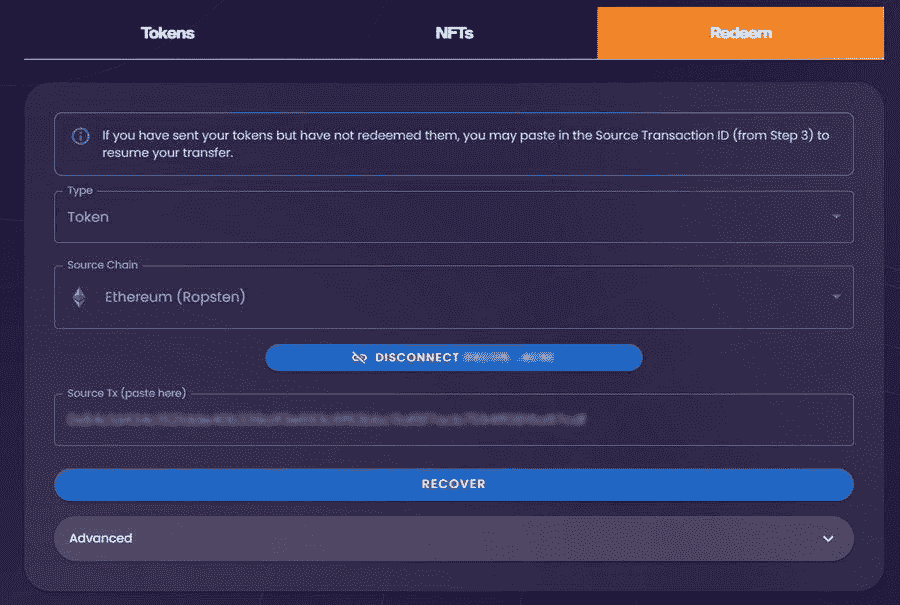 Tokens
NFTs
Redeem
If you have sent your tokens but have not redeemed them, you may paste in the Source Transaction ID (from Step 3) to
resume your transfer.
Type
Token
Source Chain
Ethereum (Ropsten)
DISCONNECT
Source Tx (paste here)
RECOVER
Advanced